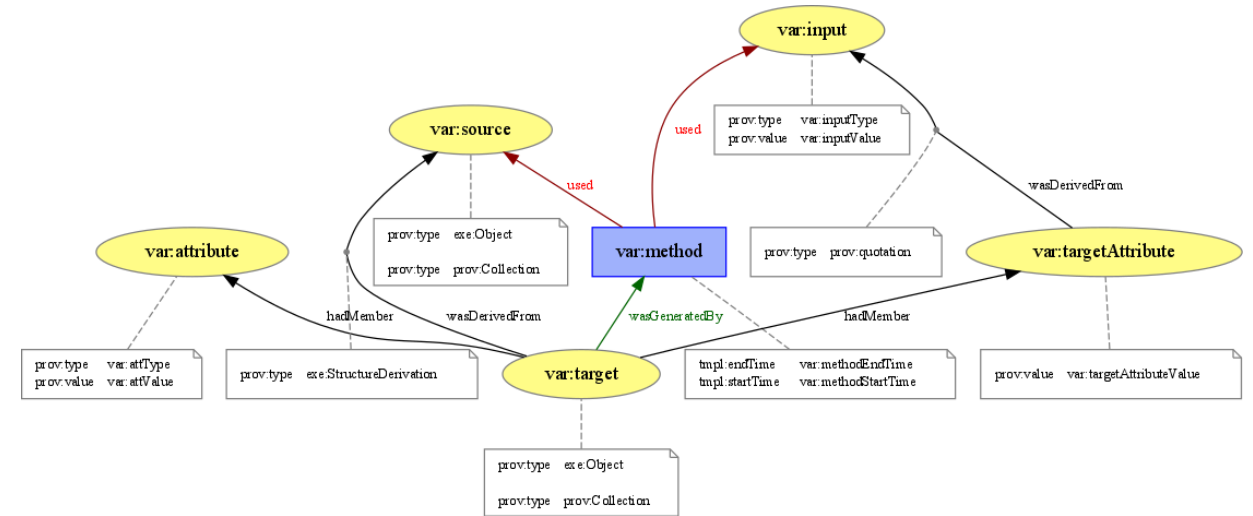 var:input
prov:type var:inputType
prov:value var:inputValue
var:source
used
used
wasDerivedFrom
prov:type exe:Object
prov:type prov:Collection
var:attribute
var:method
prov:type prov:quotation
var:targetAttribute
hadMember
wasDerivedFrom
wasGeneratedBy
hadMember
prov:type var:attType
prov:value var:attValue
prov:type exe:StructureDerivation
var:target
tmpl:endTime var:methodEndTime
tmpl:startTime var:methodStartTime
prov:value var:targetAttributeValue
prov:type exe:Object
prov:type prov:Collection